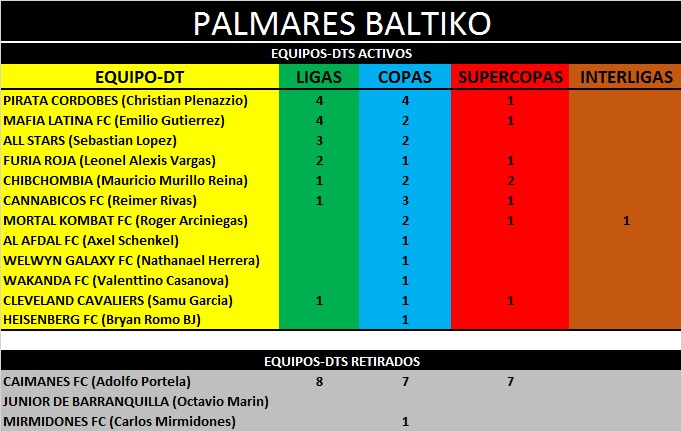 PALMARES BALTIKO
EQUIPOS-DTS ACTIVOS
EQUIPO-DT LIGAS COPAS SUPERCOPAS INTERLIGAS
PIRATA CORDOBES (Christian Plenazzio) 4 4 1
MAFIA LATINA FC (Emilio Gutierrez) 4 2 1
ALL STARS (Sebastian Lopez) 3 2
FURIA ROJA (Leonel Alexis Vargas) 2 1 1
CHIBCHOMBIA (Mauricio Murillo Reina) 1 2 2
CANNABICOS FC (Reimer Rivas) 1 3 1
MORTAL KOMBAT FC (Roger Arciniegas) 2 1 1
AL AFDAL FC (Axel Schenkel) 1
WELWYN GALAXY FC (Nathanael Herrera) 1
WAKANDA FC (Valenttino Casanova) 1
CLEVELAND CAVALIERS (Samu Garcia) 1 1 1
HEISENBERG FC (Bryan Romo BJ) 1
EQUIPOS-DTS RETIRADOS
CAIMANES FC (Adolfo Portela) 8 7 7
JUNIOR DE BARRANQUILLA (Octavio Marin)
MIRMIDONES FC (Carlos Mirmidones) 1